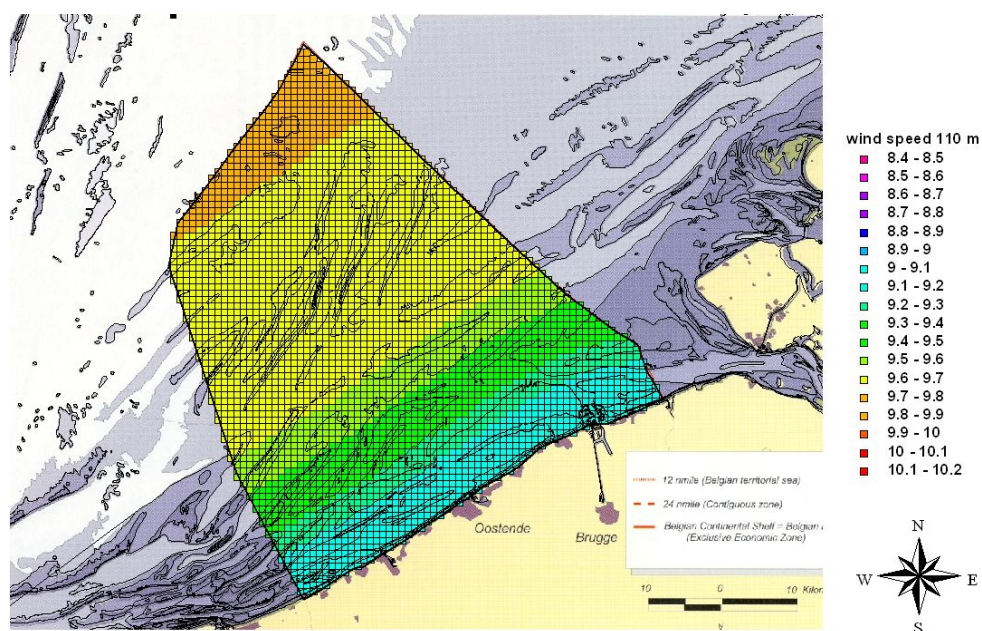 wind speed 110 m
8.4 - 8.5
8.5 - 8.6
8.6 - 8.7
8.7 - 8.8
8.8 - 8.9
8.9 - 9
9 - 9.1
9.1 - 9.2
9.2 - 9.3
9.3 - 9.4
9.4 - 9.5
9.5 - 9.6
9.6 - 9.7
9.7 - 9.8
9.8 - 9.9
9.9 - 10
10 - 10.1
10.1 - 10.2
12 nmile (Belgian territorial sea)
24 nmile (Contiguous zone)
Belgian Continental Shelf = Belgian
(Exclusive Economic Zone)
Oostende
Brugge
10 0 10 Kilo
N
W E
S